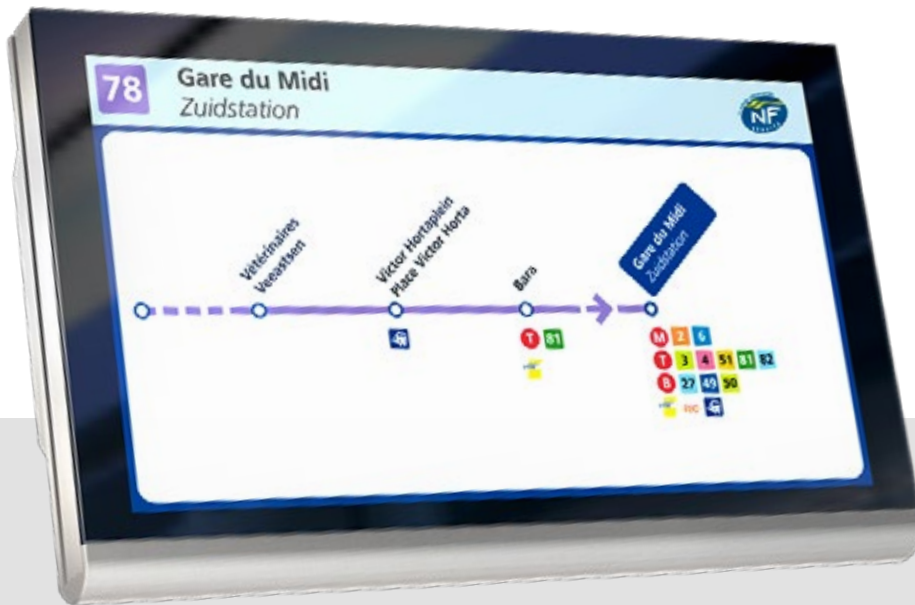 78
Gare du Midi
Zuidstation
NF
Vétérinaires
Veeastsen
Victor Hortaplein
Place Victor Horta
Bara
Gare du Midi
Zuidstation
T 81
M 2 6
T 3 4 51 81 82
B 27 49 50